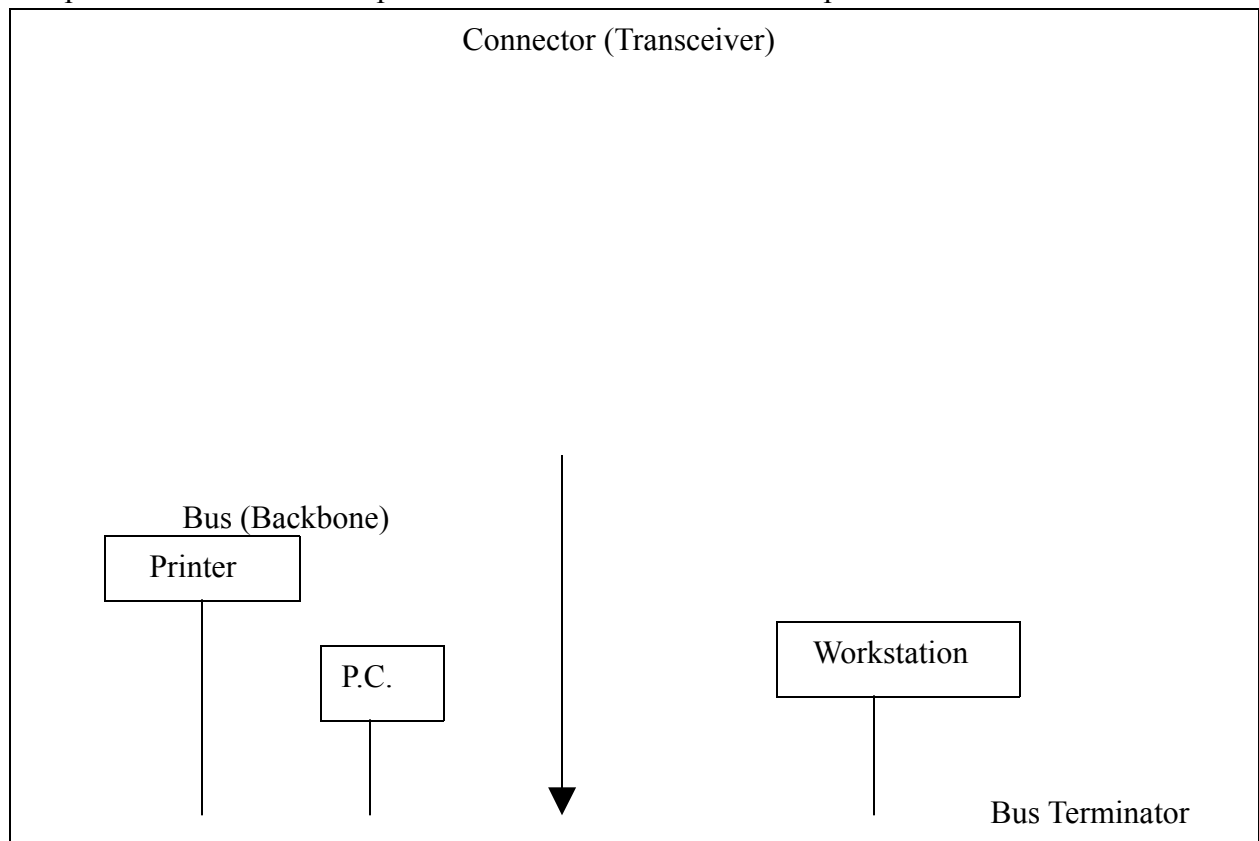 Connector (Transceiver)
Bus (Backbone)
Printer
Workstation
P.C.
Bus Terminator